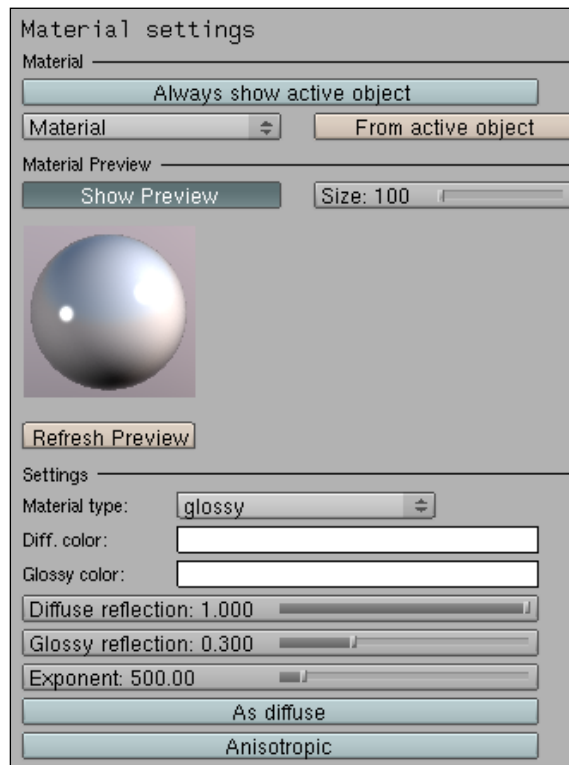 Material settings
Material
Always show active object
Material From active object
Material Preview
Show Preview Size: 100
Refresh Preview
Settings
Material type: glossy
Diff. color:
Glossy color:
Diffuse reflection: 1.000
Glossy reflection: 0.300
Exponent: 500.00
As diffuse
Anisotropic